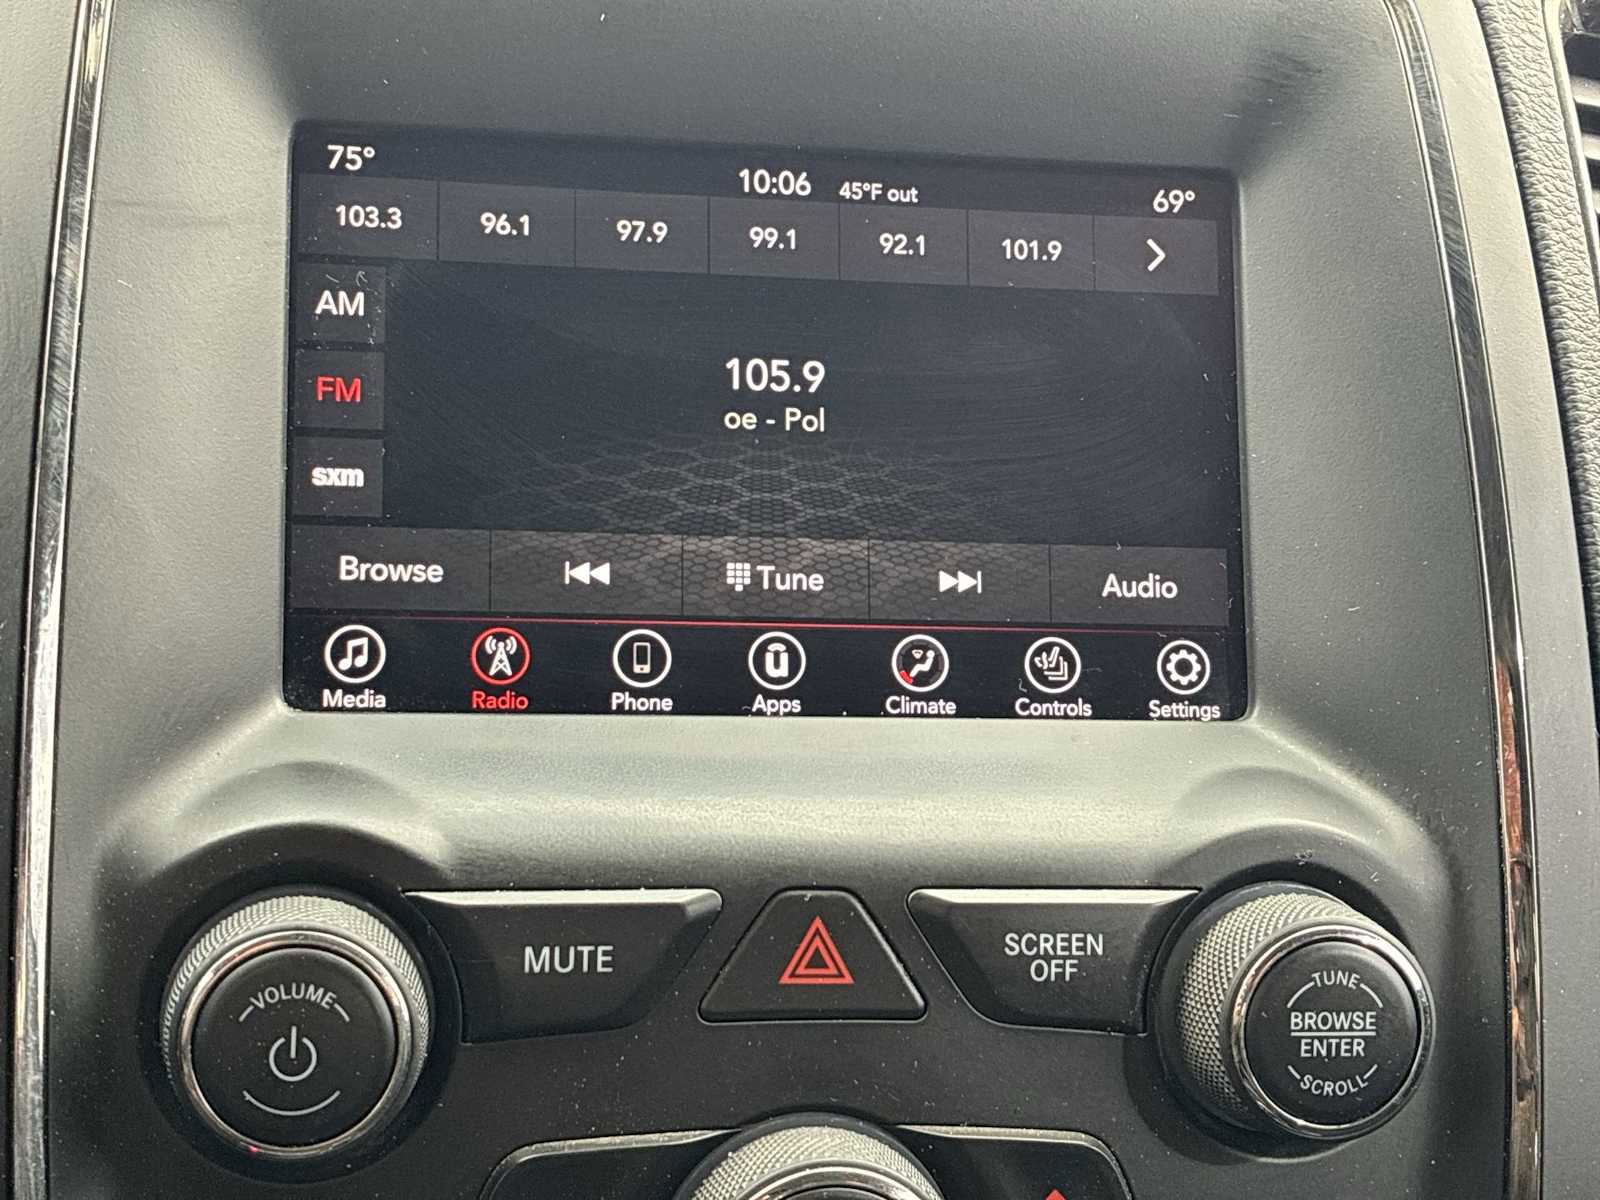 75°
10:06 45°F out
69°
103.3 96.1 97.9 99.1 92.1 101.9
AM
FM
sxm
105.9
oe - Pol
Browse Tune Audio
Media Radio Phone Apps Climate Controls Settings
VOLUME
MUTE
SCREEN
OFF
TUNE
BROWSE
ENTER
SCROLL